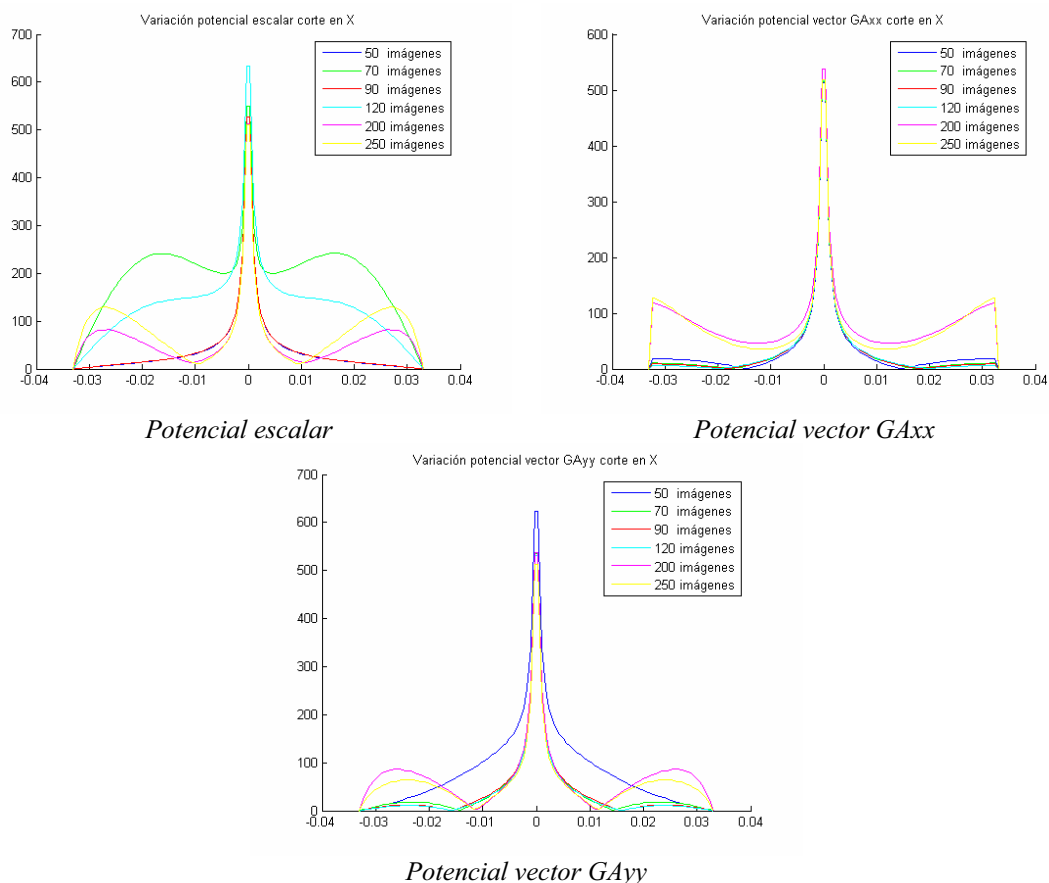 Variación potencial escalar corte en X
700
600
500
400
300
200
100
0
-0.04
-0.03
-0.02
-0.01
0
0.01
0.02
0.03
0.04
50 imágenes
70 imágenes
90 imágenes
120 imágenes
200 imágenes
250 imágenes
Potencial escalar
Variación potencial vector GAxx corte en X
600
500
400
300
200
100
0
-0.04
-0.03
-0.02
-0.01
0
0.01
0.02
0.03
0.04
50 imágenes
70 imágenes
90 imágenes
120 imágenes
200 imágenes
250 imágenes
Potencial vector GAxx
Variación potencial vector GAyy corte en X
700
600
500
400
300
200
100
0
-0.04
-0.03
-0.02
-0.01
0
0.01
0.02
0.03
0.04
50 imágenes
70 imágenes
90 imágenes
120 imágenes
200 imágenes
250 imágenes
Potencial vector GAyy